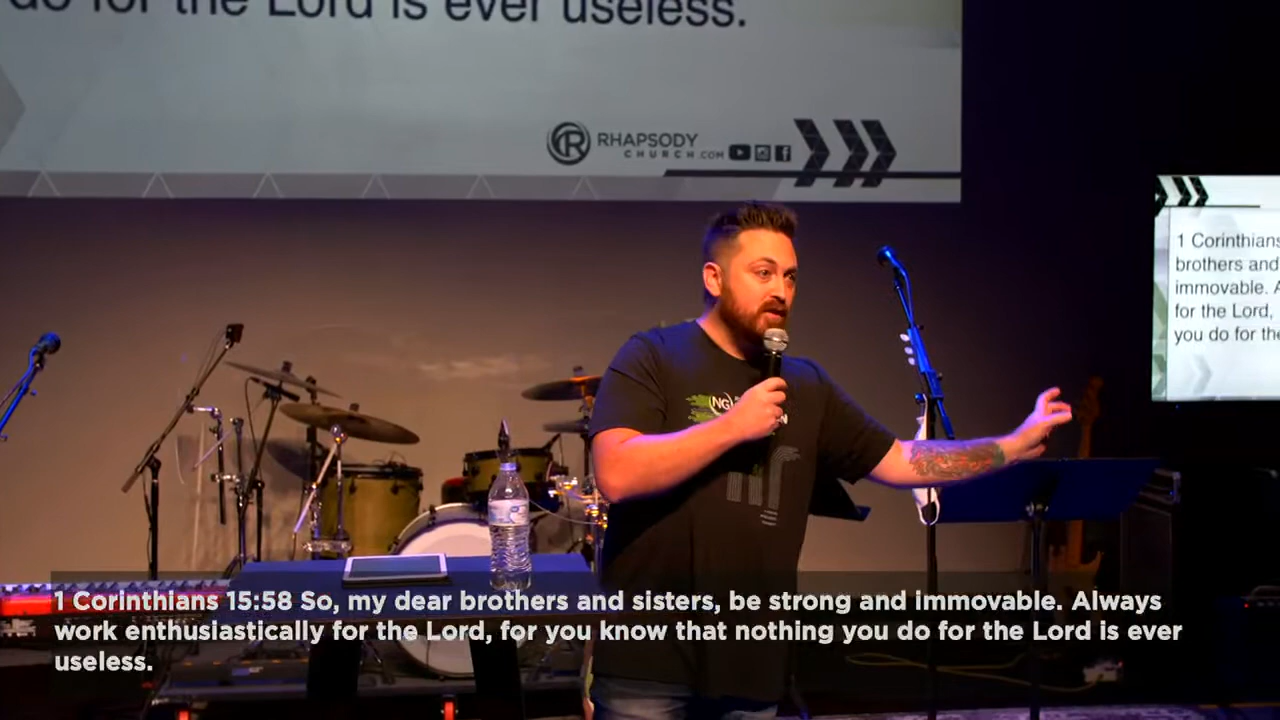 do for the Lord is ever useless.
RHAPSODY
CHURCH.COM
1 Corinthians
brothers and
immovable. A
for the Lord,
you do for the
(NG)
1 Corinthians 15:58 So, my dear brothers and sisters, be strong and immovable. Always
work enthusiastically for the Lord, for you know that nothing you do for the Lord is ever
useless.